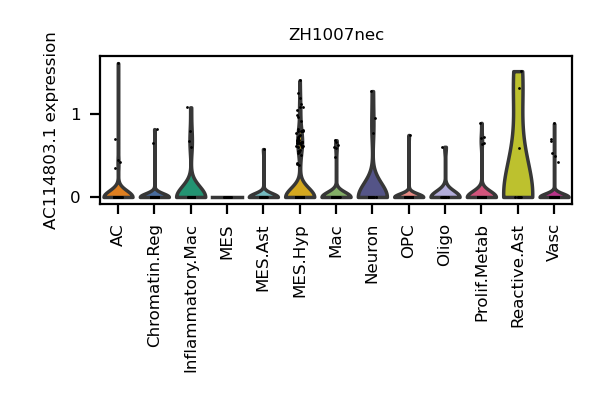 ZH1007nec
AC114803.1 expression
1
0
AC
Chromatin.Reg
Inflammatory.Mac
MES
MES.Ast
MES.Hyp
Mac
Neuron
OPC
Oligo
Prolif.Metab
Reactive.Ast
Vasc